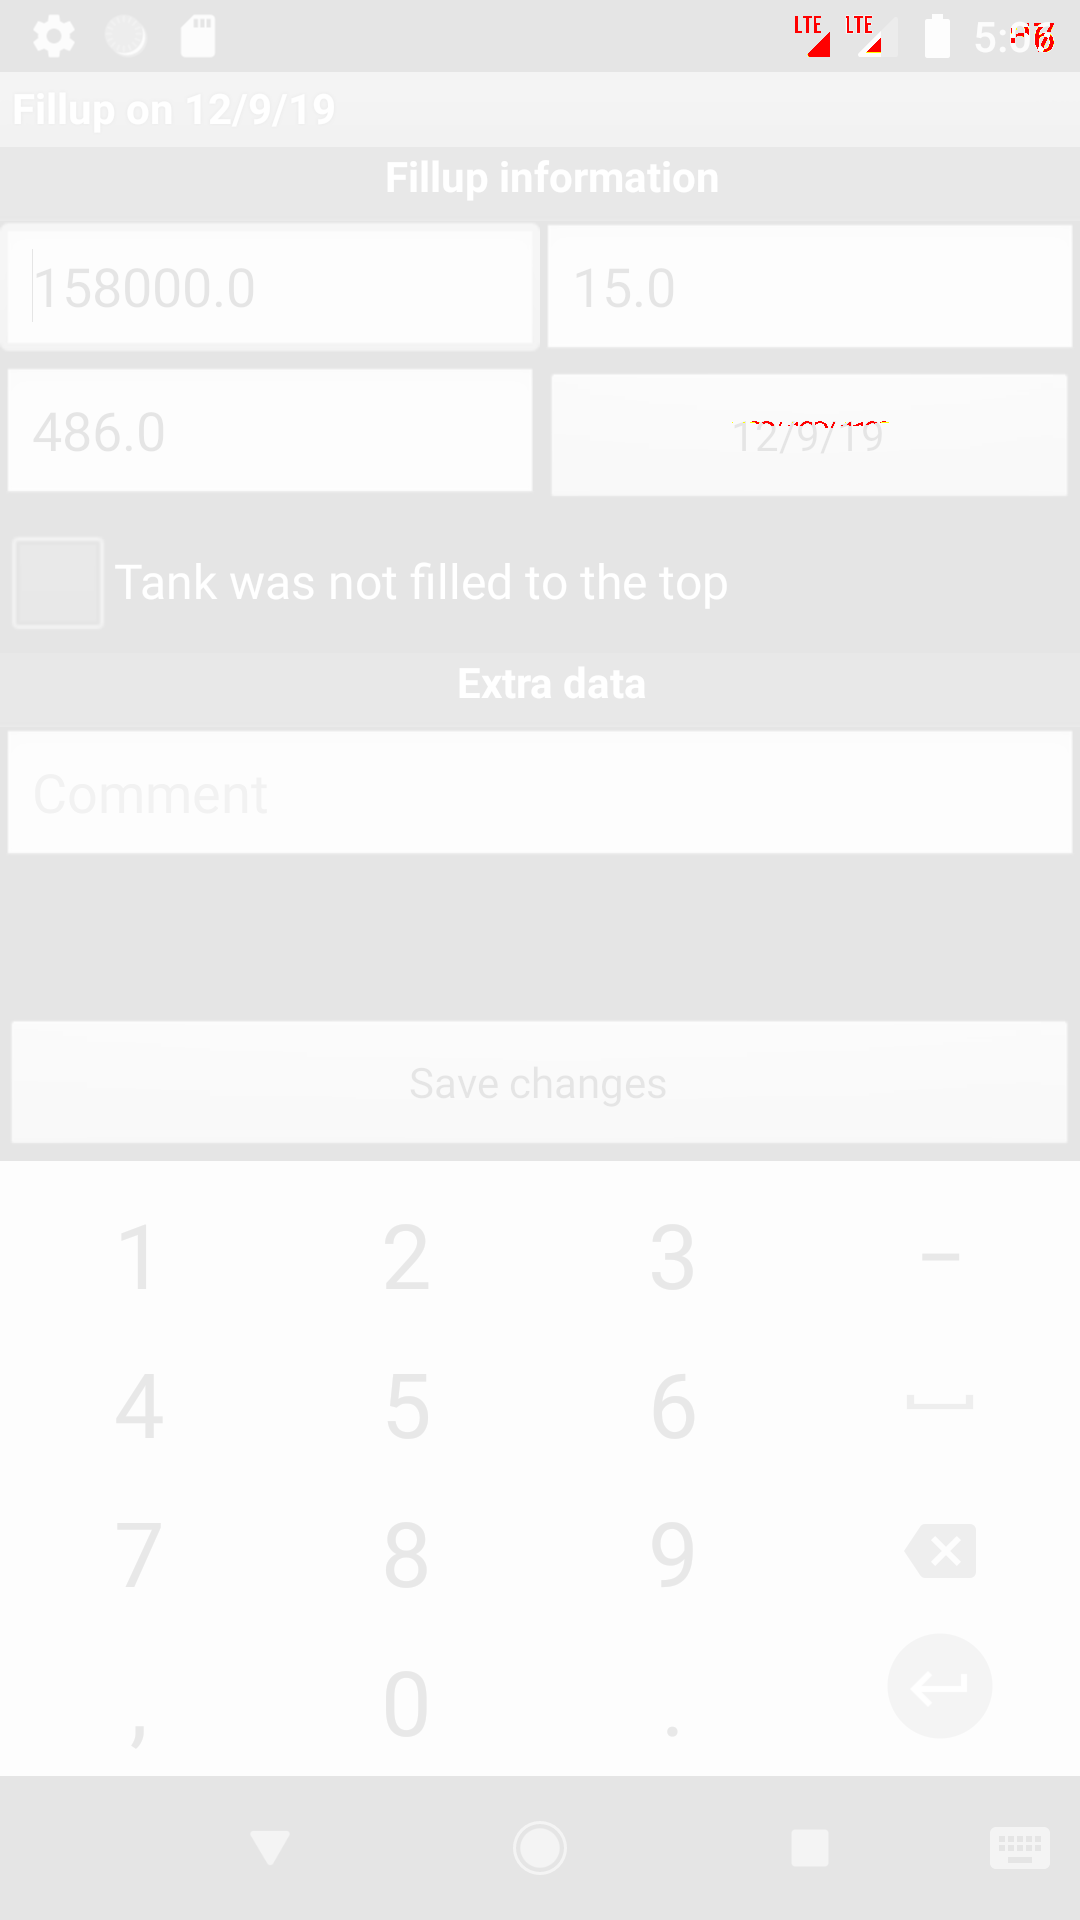 LTE LTE
Fillup on 12/9/19
Fillup information
158000.0 15.0
486.0 12/9/19
Tank was not filled to the top
Extra data
Comment
Save changes
1 2 3 −
4 5 6
7 8 9
, 0 .